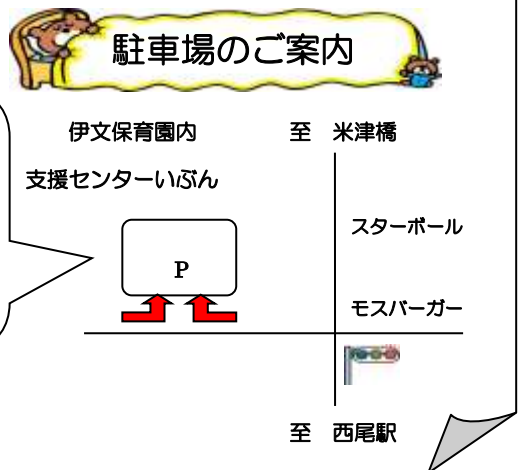 駐車場のご案内
伊文保育園内
至 米津橋
支援センターいぶん
スターボール
P
モスバーガー
至 西尾駅